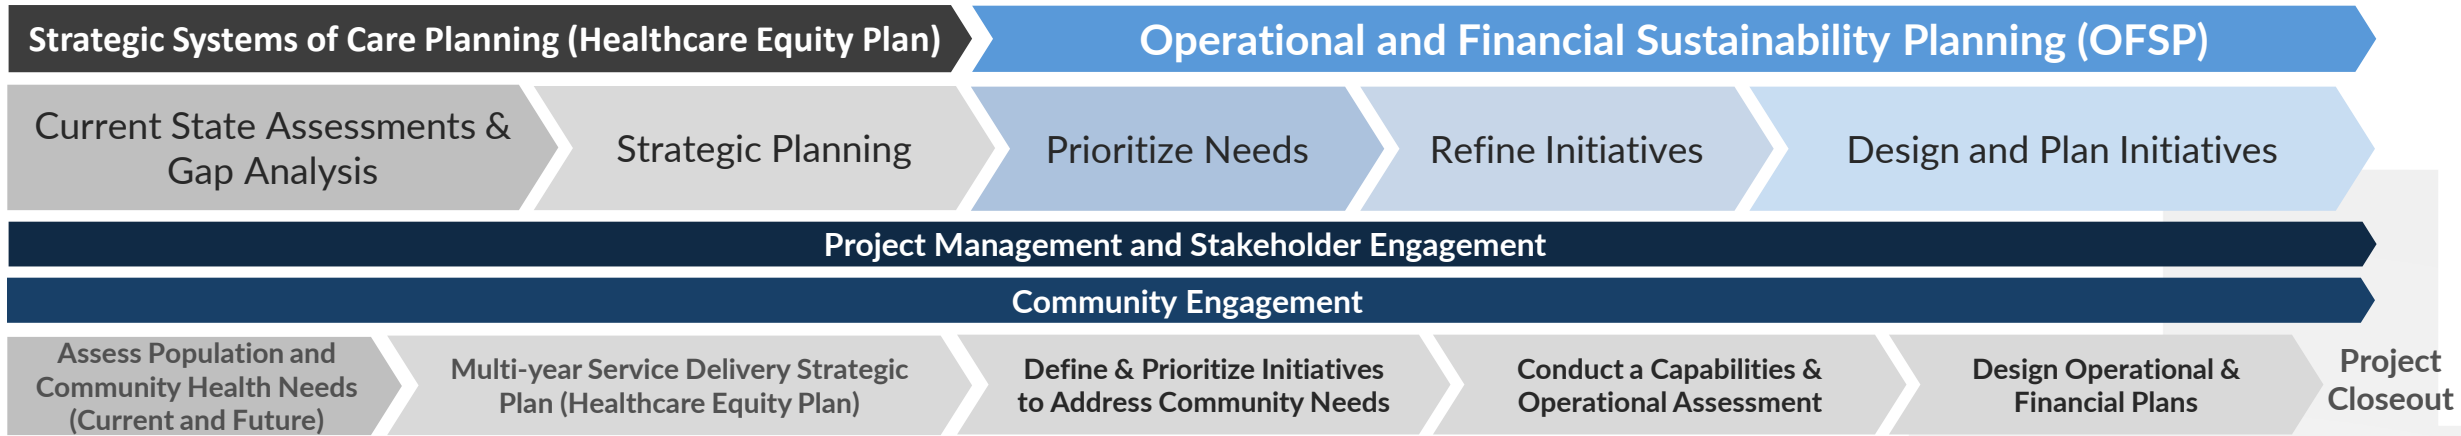 Strategic Systems of Care Planning (Healthcare Equity Plan)
Operational and Financial Sustainability Planning (OFSP)
Current State Assessments &
Gap Analysis
Strategic Planning
Prioritize Needs
Refine Initiatives
Design and Plan Initiatives
Project Management and Stakeholder Engagement
Community Engagement
Assess Population and
Community Health Needs
(Current and Future)
Multi-year Service Delivery Strategic
Plan (Healthcare Equity Plan)
Define & Prioritize Initiatives
to Address Community Needs
Conduct a Capabilities &
Operational Assessment
Design Operational &
Financial Plans
Project
Closeout